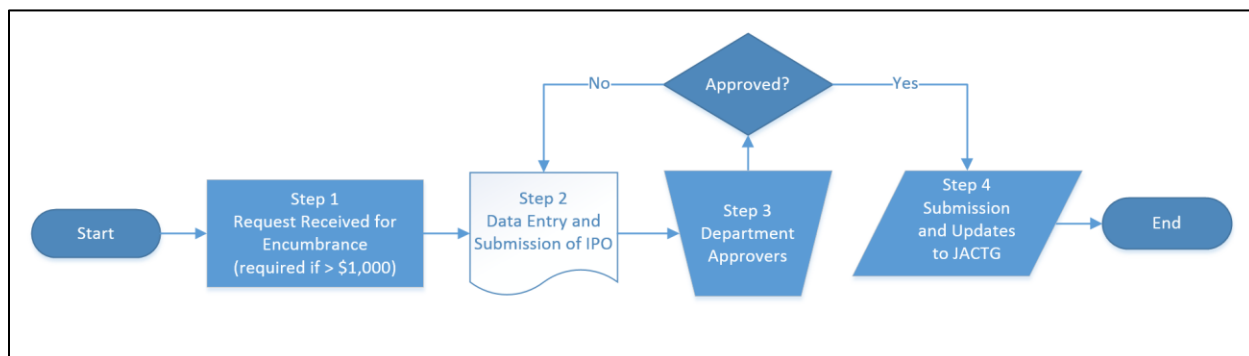 Start
Step 1
Request Received for
Encumbrance
(required if > $1,000)
Step 2
Data Entry and
Submission of IPO
Step 3
Department
Approvers
Approved?
No
Yes
Step 4
Submission
and Updates
to JACTG
End